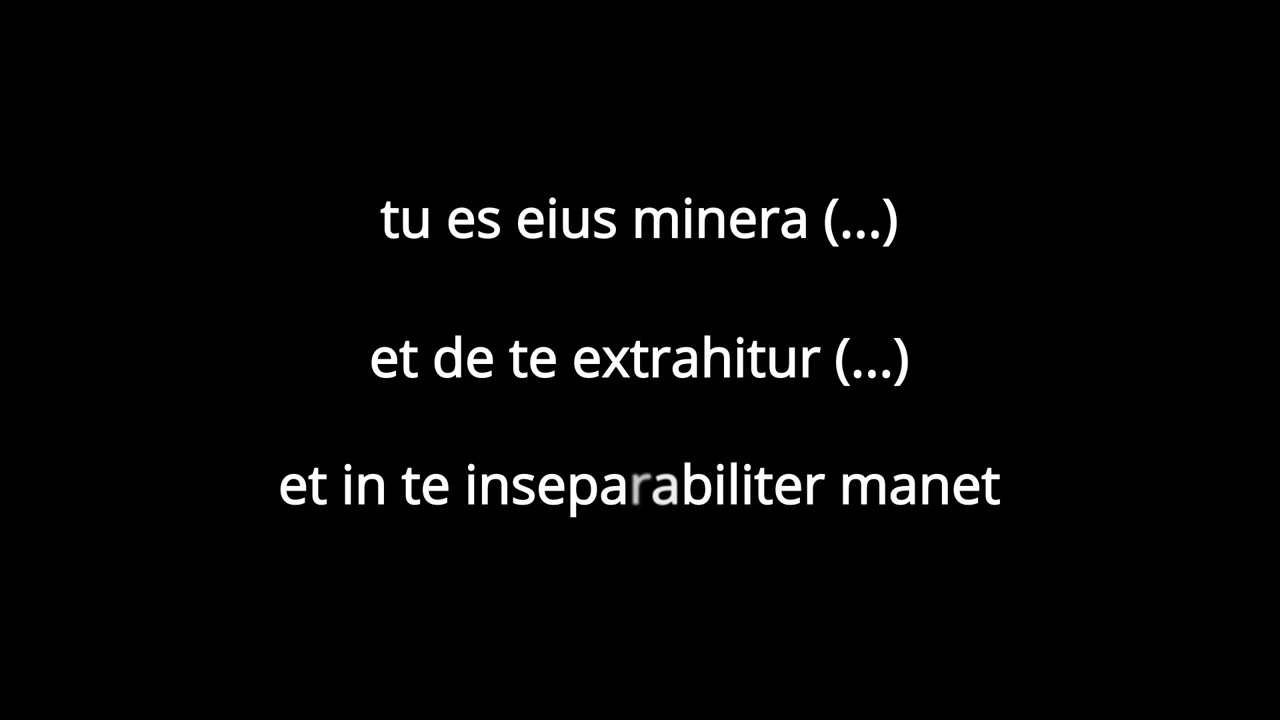 tu es eius minera (...)
et de te extrahitur (...)
et in te inseparabiliter manet